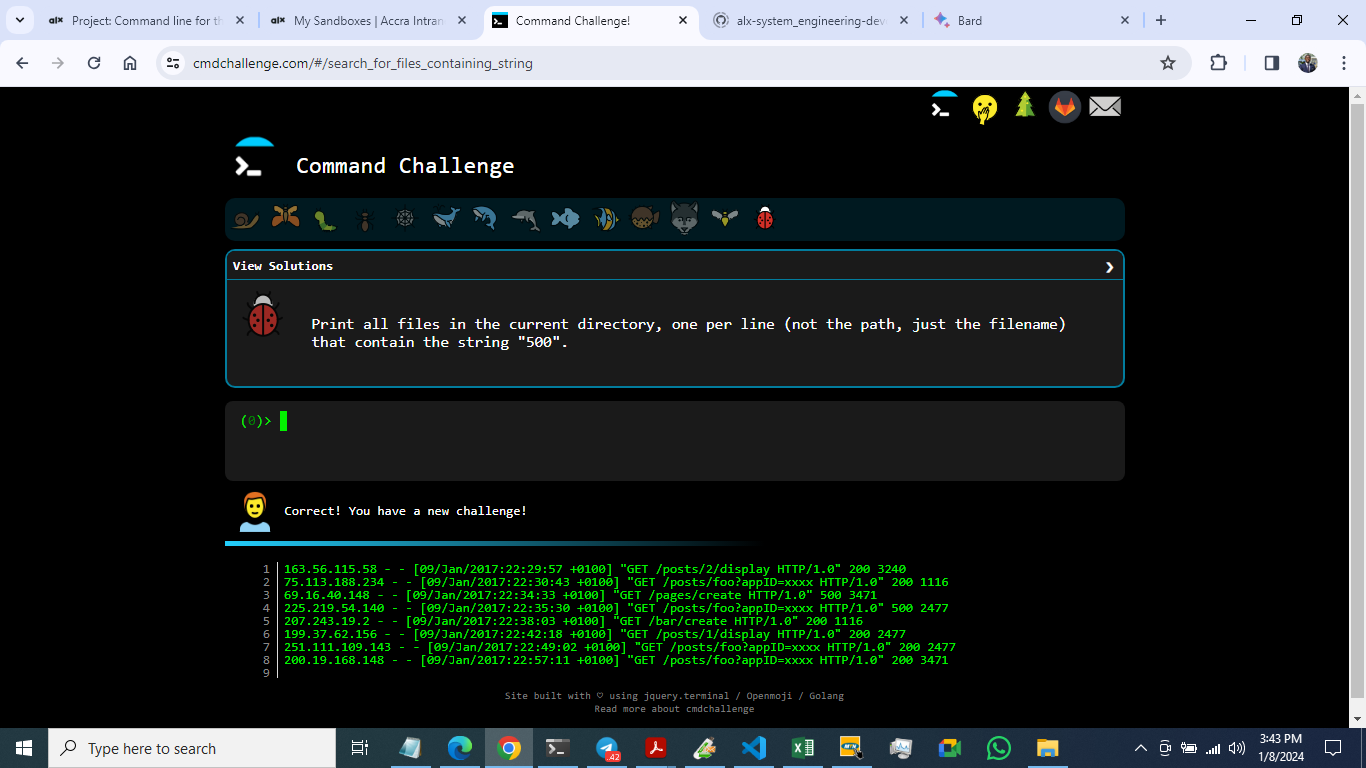 alx Project: Command line for th
alx My Sandboxes | Accra Intran
Command Challenge!
alx-system_engineering-devo
Bard
cmdchallenge.com/#/search_for_files_containing_string
Command Challenge
View Solutions
Print all files in the current directory, one per line (not the path, just the filename)
that contain the string "500".
(0)>
Correct! You have a new challenge!
1 163.56.115.58 - - [09/Jan/2017:22:29:57 +0100] "GET /posts/2/display HTTP/1.0" 200 3240
2 75.113.188.234 - - [09/Jan/2017:22:30:43 +0100] "GET /posts/foo?appID=xxxx HTTP/1.0" 200 1116
3 69.16.40.148 - - [09/Jan/2017:22:34:33 +0100] "GET /pages/create HTTP/1.0" 500 3471
4 225.219.54.140 - - [09/Jan/2017:22:35:30 +0100] "GET /posts/foo?appID=xxxx HTTP/1.0" 500 2477
5 207.243.19.2 - - [09/Jan/2017:22:38:03 +0100] "GET /bar/create HTTP/1.0" 200 1116
6 199.37.62.156 - - [09/Jan/2017:22:42:18 +0100] "GET /posts/1/display HTTP/1.0" 200 2477
7 251.111.109.143 - - [09/Jan/2017:22:49:02 +0100] "GET /posts/foo?appID=xxxx HTTP/1.0" 200 2477
8 200.19.168.148 - - [09/Jan/2017:22:57:11 +0100] "GET /posts/foo?appID=xxxx HTTP/1.0" 200 3471
9
Site built with ♡ using jquery.terminal / Openmoji / Golang
Read more about cmdchallenge
Type here to search
.42
3:43 PM
1/8/2024